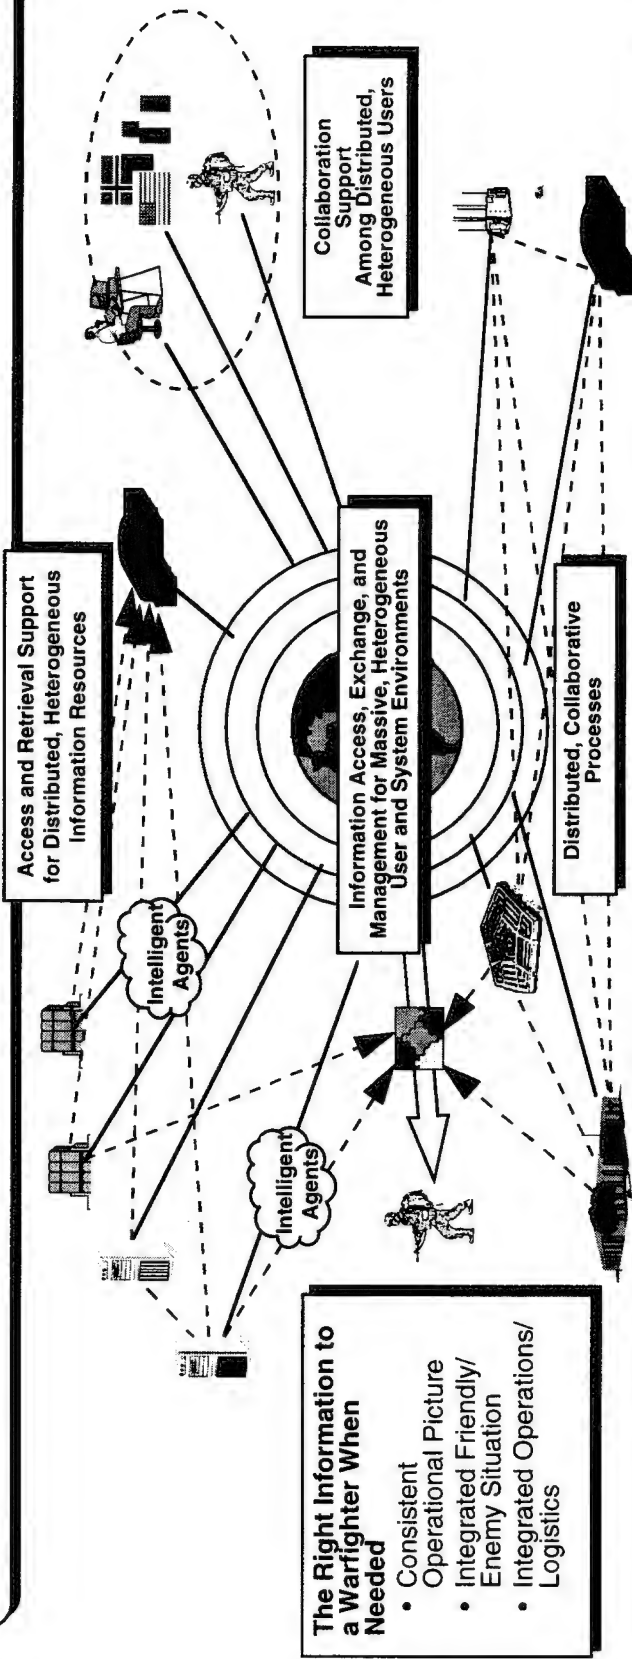 Access and Retrieval Support
for Distributed, Heterogeneous
Information Resources
Intelligent
Agents
Intelligent
Agents
Collaboration
Support
Among Distributed,
Heterogeneous Users
Information Access, Exchange, and
Management for Massive, Heterogeneous
User and System Environments
The Right Information to
a Warfighter When
Needed
• Consistent
Operational Picture
• Integrated Friendly/
Enemy Situation
• Integrated Operations/
Logistics
Distributed, Collaborative
Processes